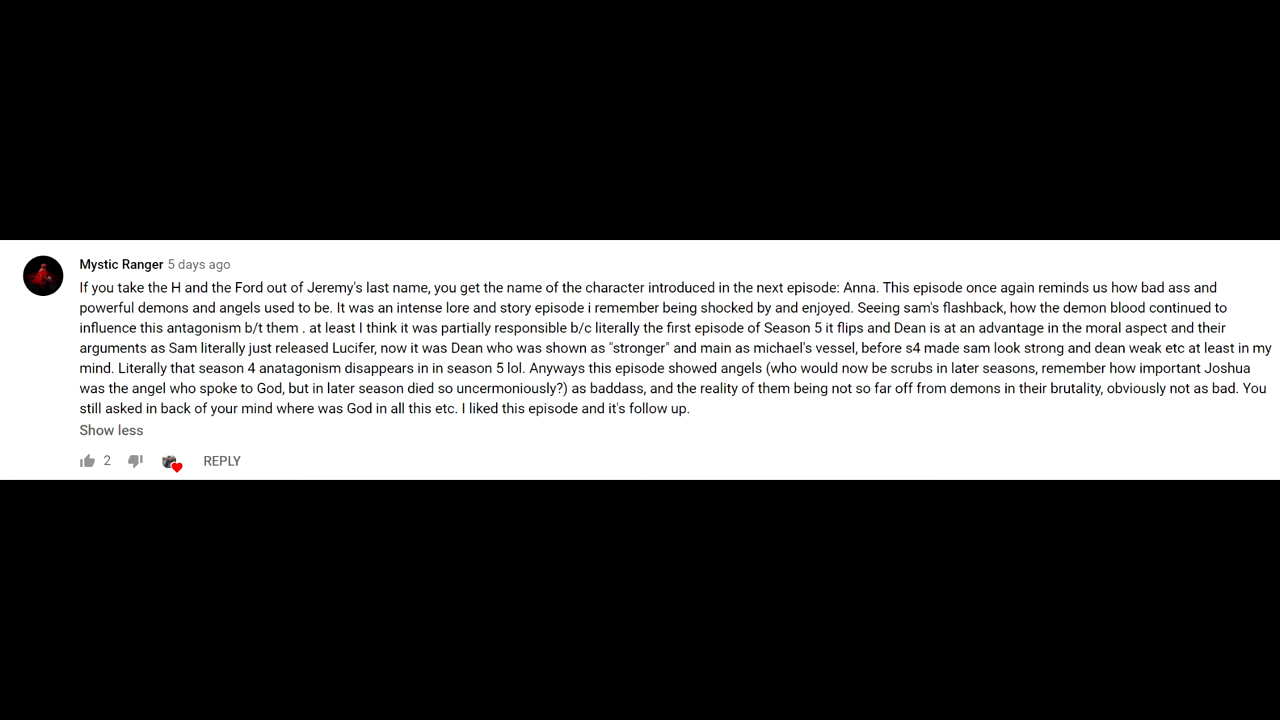 Mystic Ranger 5 days ago
If you take the H and the Ford out of Jeremy's last name, you get the name of the character introduced in the next episode: Anna. This episode once again reminds us how bad ass and
powerful demons and angels used to be. It was an intense lore and story episode i remember being shocked by and enjoyed. Seeing sam's flashback, how the demon blood continued to
influence this antagonism b/t them . at least I think it was partially responsible b/c literally the first episode of Season 5 it flips and Dean is at an advantage in the moral aspect and their
arguments as Sam literally just released Lucifer, now it was Dean who was shown as "stronger" and main as michael's vessel, before s4 made sam look strong and dean weak etc at least in my
mind. Literally that season 4 anatagonism disappears in in season 5 lol. Anyways this episode showed angels (who would now be scrubs in later seasons, remember how important Joshua
was the angel who spoke to God, but in later season died so uncermoniously?) as baddass, and the reality of them being not so far off from demons in their brutality, obviously not as bad. You
still asked in back of your mind where was God in all this etc. I liked this episode and it's follow up.
Show less
2 REPLY